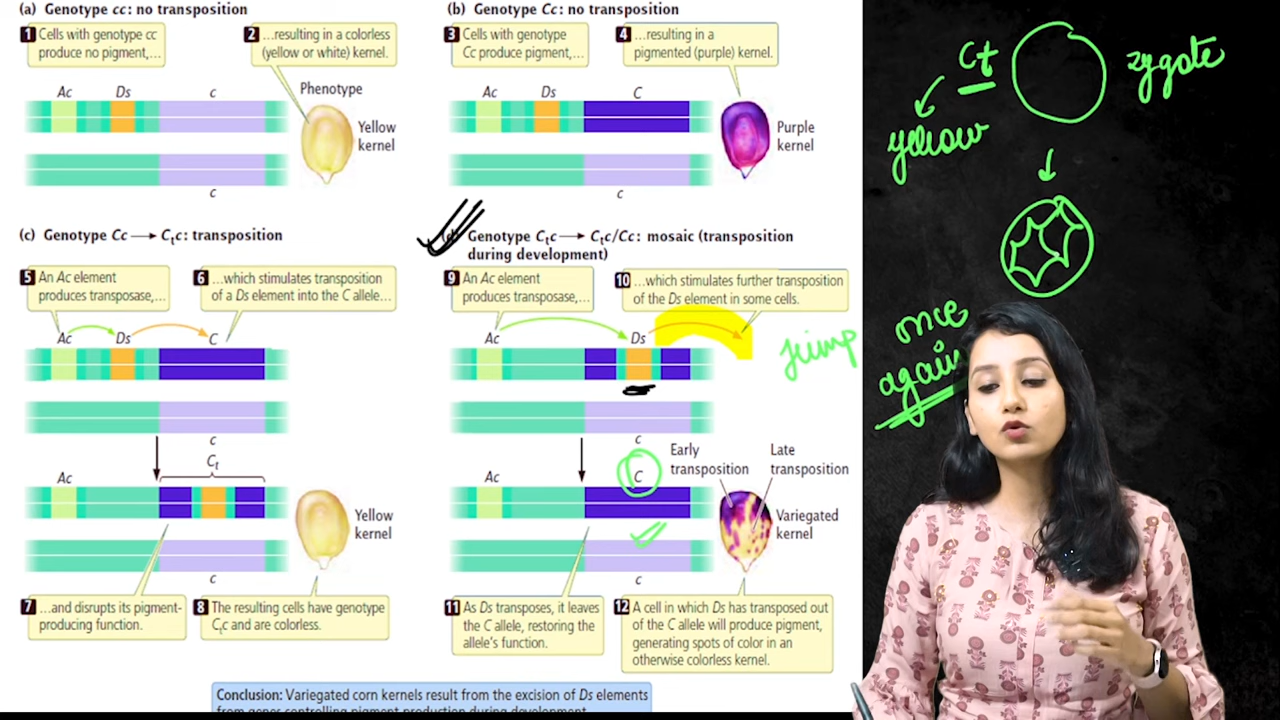 (a) Genotype cc: no transposition
1 Cells with genotype cc
produce no pigment,...
2 ...resulting in a colorless
(yellow or white) kernel.
Phenotype
Ac
Ds
c
Yellow
kernel
c
(b) Genotype Cc: no transposition
3 Cells with genotype
Cc produce pigment,...
4 ...resulting in a
pigmented (purple) kernel.
Ac
Ds
C
Purple
kernel
c
(c) Genotype Cc → Ctc: transposition
5 An Ac element
produces transposase,...
6 ...which stimulates transposition
of a Ds element into the C allele...
Ac
Ds
C
c
Ct
Ac
Yellow
kernel
c
7 ...and disrupts its pigment-
producing function.
8 The resulting cells have genotype
Ctc and are colorless.
Genotype Ctc → Ctc/Cc: mosaic (transposition
during development)
9 An Ac element
produces transposase,...
10 ...which stimulates further transposition
of the Ds element in some cells.
Ac
Ds
jump
c
Early
transposition
Late
transposition
Ac
C
Variegated
kernel
c
11 As Ds transposes, it leaves
the C allele, restoring the
allele's function.
12 A cell in which Ds has transposed out
of the C allele will produce pigment,
generating spots of color in an
otherwise colorless kernel.
Conclusion: Variegated corn kernels result from the excision of Ds elements
from genes controlling pigment production during development
Ct
zygote
yellow
once
again